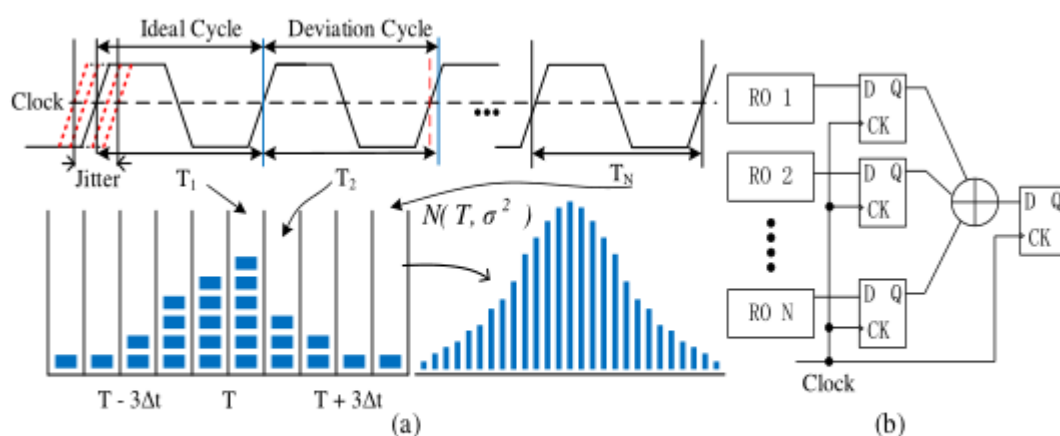 Ideal Cycle
Deviation Cycle
Clock
Jitter
T1
T2
TN
N( T, σ² )
T - 3Δt
T
T + 3Δt
(a)
RO 1
D Q
CK
RO 2
D Q
CK
RO N
D Q
CK
D Q
CK
Clock
(b)